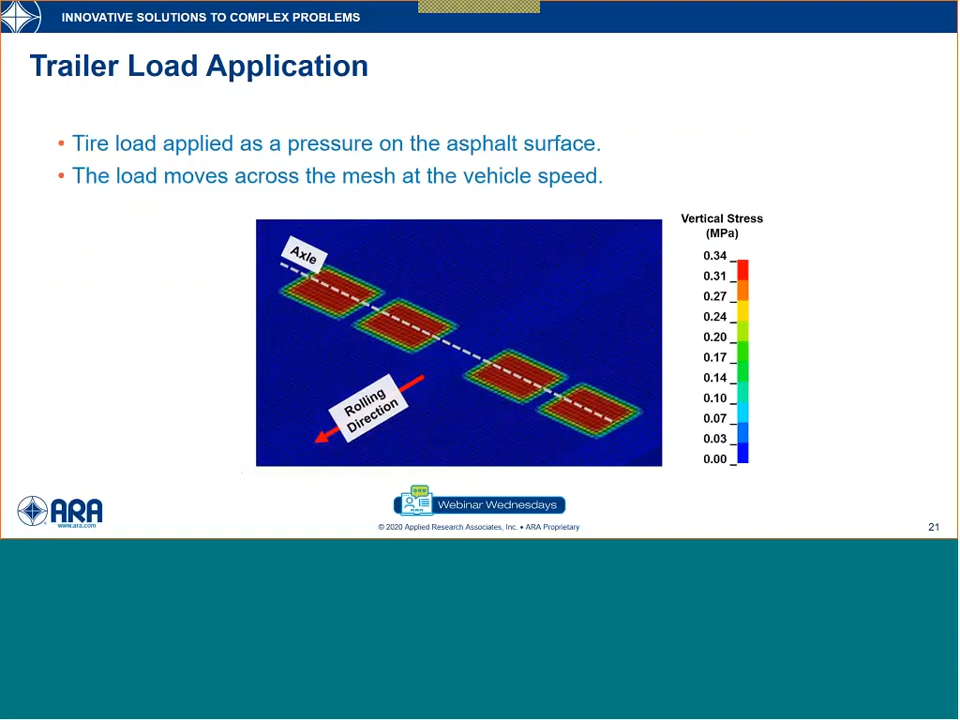 INNOVATIVE SOLUTIONS TO COMPLEX PROBLEMS
Trailer Load Application
• Tire load applied as a pressure on the asphalt surface.
• The load moves across the mesh at the vehicle speed.
Axle
Rolling
Direction
Vertical Stress
(MPa)
0.34
0.31
0.27
0.24
0.20
0.17
0.14
0.10
0.07
0.03
0.00
ARA
www.ara.com
Webinar Wednesdays
© 2020 Applied Research Associates, Inc. • ARA Proprietary
21